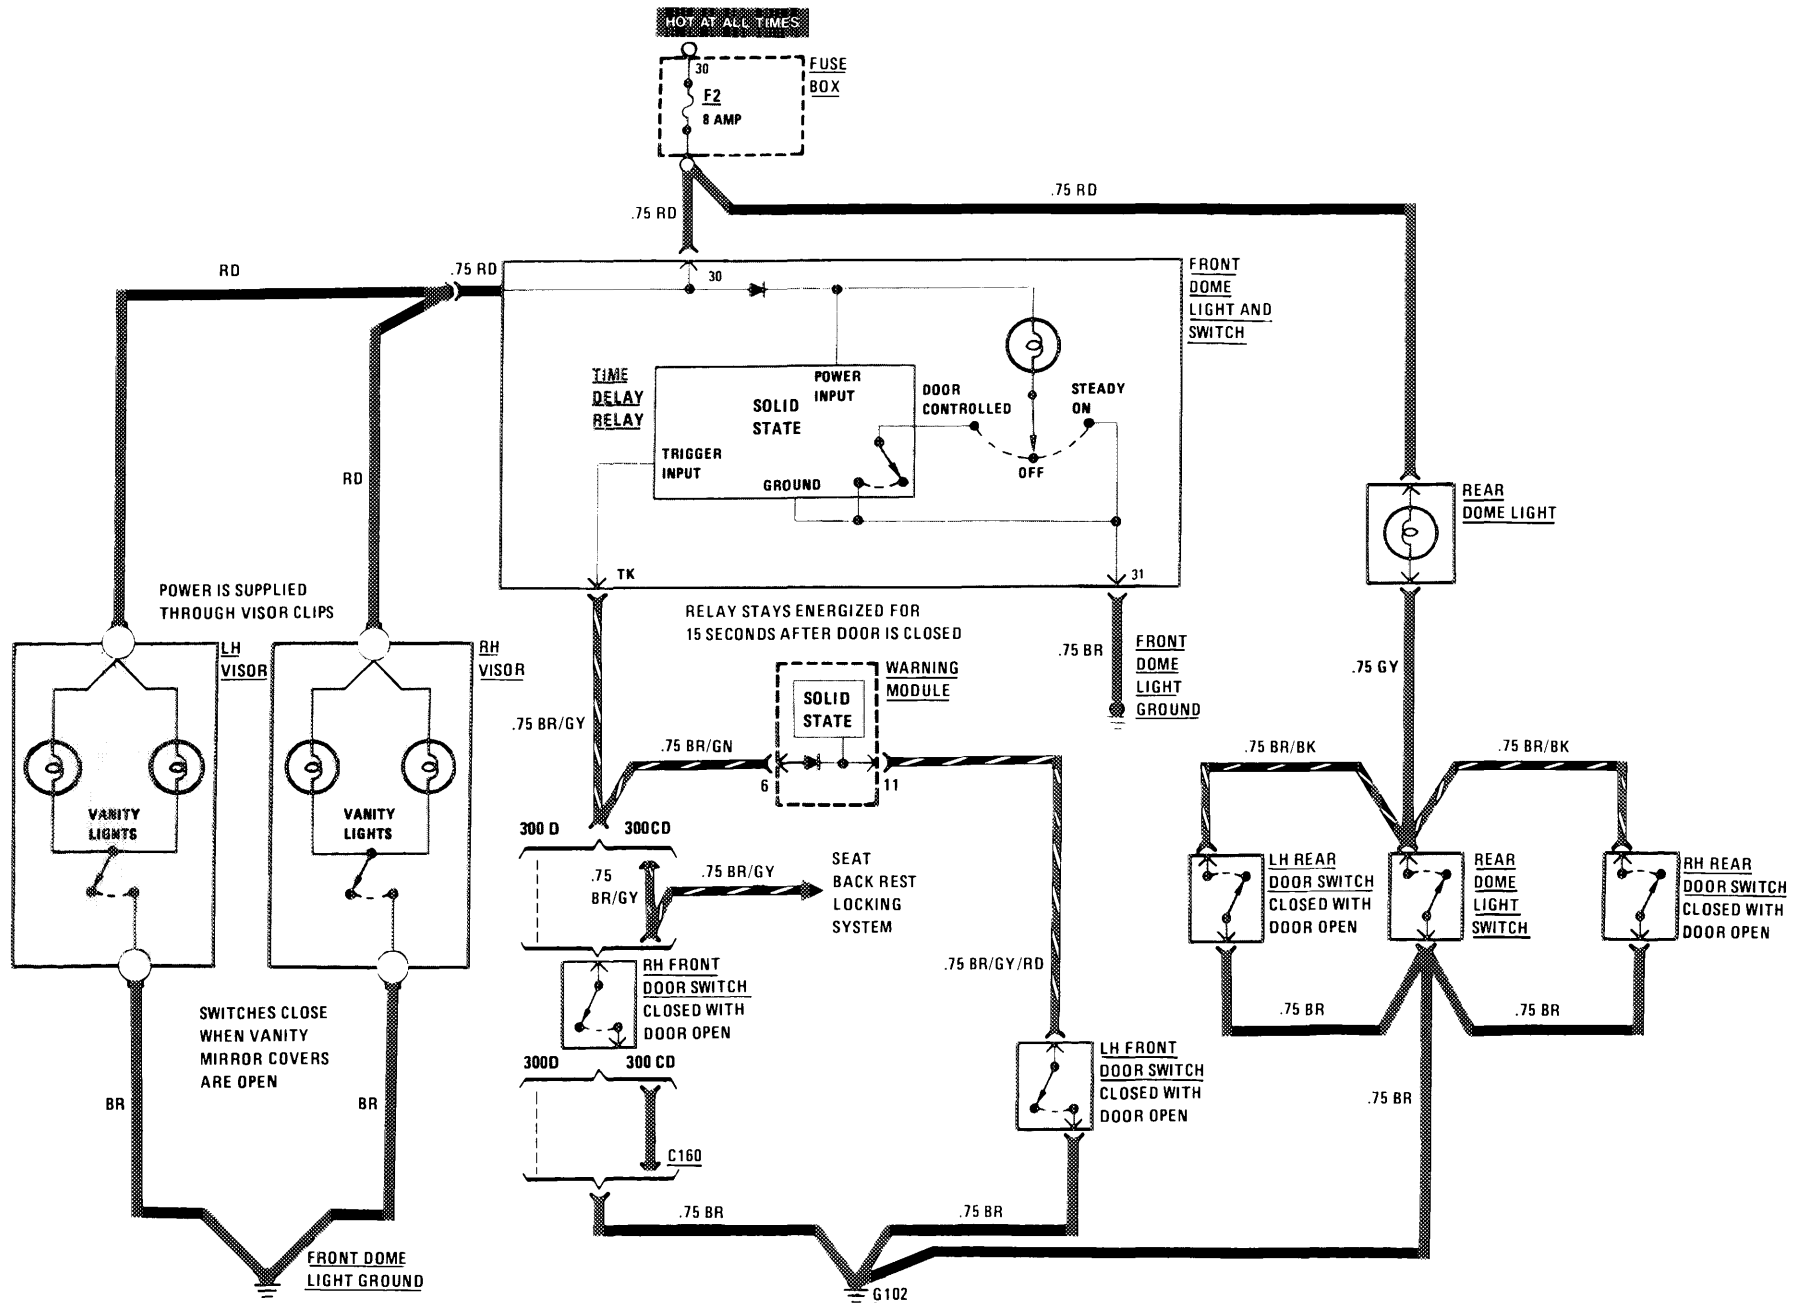 HOT AT ALL TIMES
30
FUSE
BOX
F2
8 AMP
.75 RD
.75 RD
RD
.75 RD
30
FRONT
DOME
LIGHT AND
SWITCH
TIME
DELAY
RELAY
POWER
INPUT
SOLID
STATE
DOOR
CONTROLLED
STEADY
ON
TRIGGER
INPUT
GROUND
OFF
RD
REAR
DOME LIGHT
TK
31
POWER IS SUPPLIED
THROUGH VISOR CLIPS
RELAY STAYS ENERGIZED FOR
15 SECONDS AFTER DOOR IS CLOSED
LH
VISOR
RH
VISOR
.75 BR
FRONT
DOME
LIGHT
GROUND
.75 GY
WARNING
MODULE
SOLID
STATE
.75 BR/GY
.75 BR/GN
6
11
.75 BR/BK
.75 BR/BK
VANITY
LIGHTS
VANITY
LIGHTS
300 D
300CD
.75
BR/GY
.75 BR/GY
SEAT
BACK REST
LOCKING
SYSTEM
LH REAR
DOOR SWITCH
CLOSED WITH
DOOR OPEN
REAR
DOME
LIGHT
SWITCH
RH REAR
DOOR SWITCH
CLOSED WITH
DOOR OPEN
.75 BR/GY/RD
RH FRONT
DOOR SWITCH
CLOSED WITH
DOOR OPEN
SWITCHES CLOSE
WHEN VANITY
MIRROR COVERS
ARE OPEN
.75 BR
.75 BR
300D
300 CD
LH FRONT
DOOR SWITCH
CLOSED WITH
DOOR OPEN
BR
BR
.75 BR
C160
.75 BR
.75 BR
FRONT DOME
LIGHT GROUND
G102